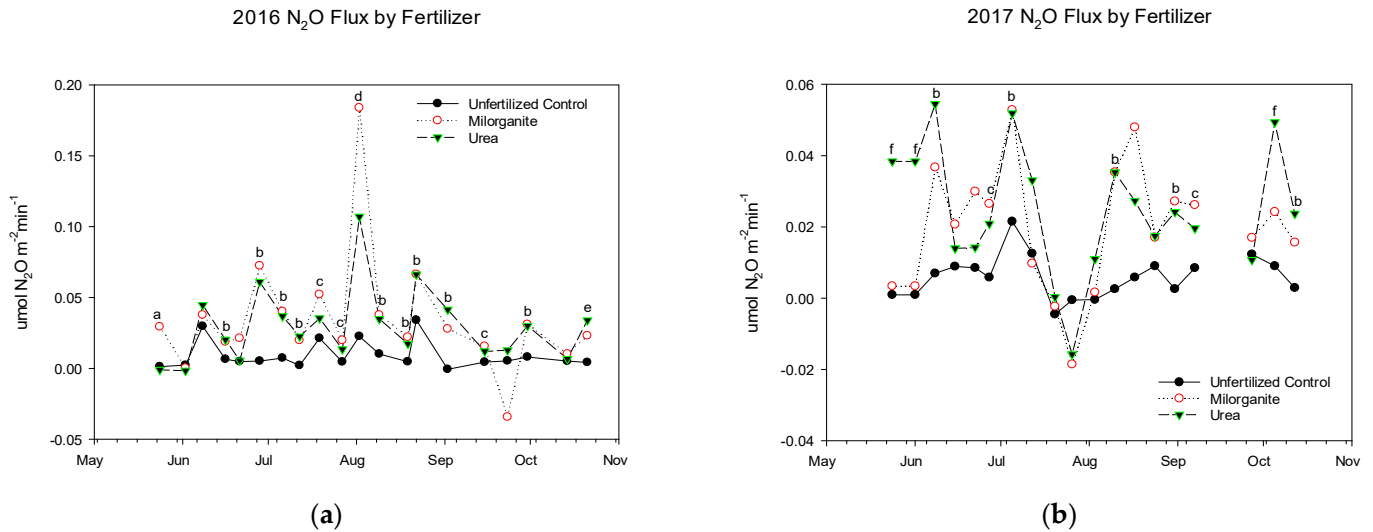 2016 N₂O Flux by Fertilizer
0.20
0.15
0.10
0.05
0.00
-0.05
umol N₂O m⁻²min⁻¹
Unfertilized Control
Milorganite
Urea
a
b
b
b
b
c
b
d
b
b
b
b
c
b
e
May
Jun
Jul
Aug
Sep
Oct
Nov
(a)
2017 N₂O Flux by Fertilizer
0.06
0.04
0.02
0.00
-0.02
-0.04
umol N₂O m⁻²min⁻¹
f
f
b
c
b
b
b
c
f
b
Unfertilized Control
Milorganite
Urea
May
Jun
Jul
Aug
Sep
Oct
Nov
(b)